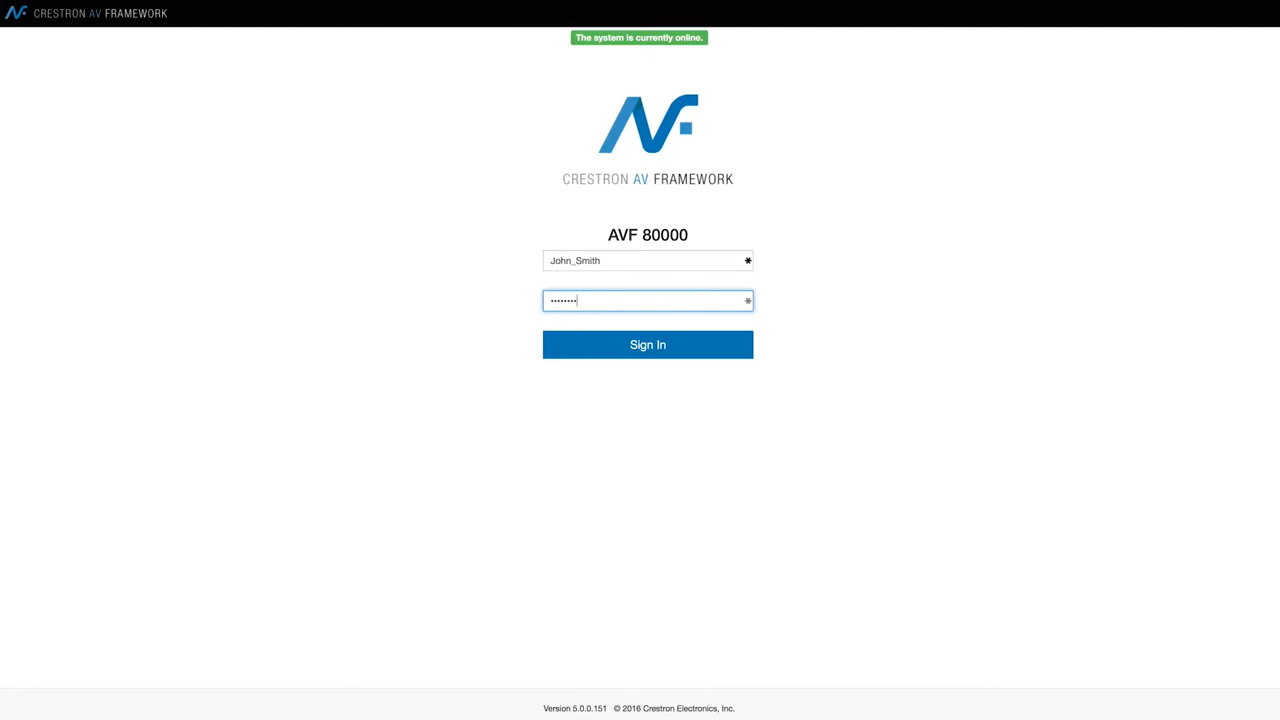 CRESTRON AV FRAMEWORK
The system is currently online.
CRESTRON AV FRAMEWORK
AVF 80000
John_Smith *
•••••••• *
Sign In
Version 5.0.0.151 © 2016 Crestron Electronics, Inc.